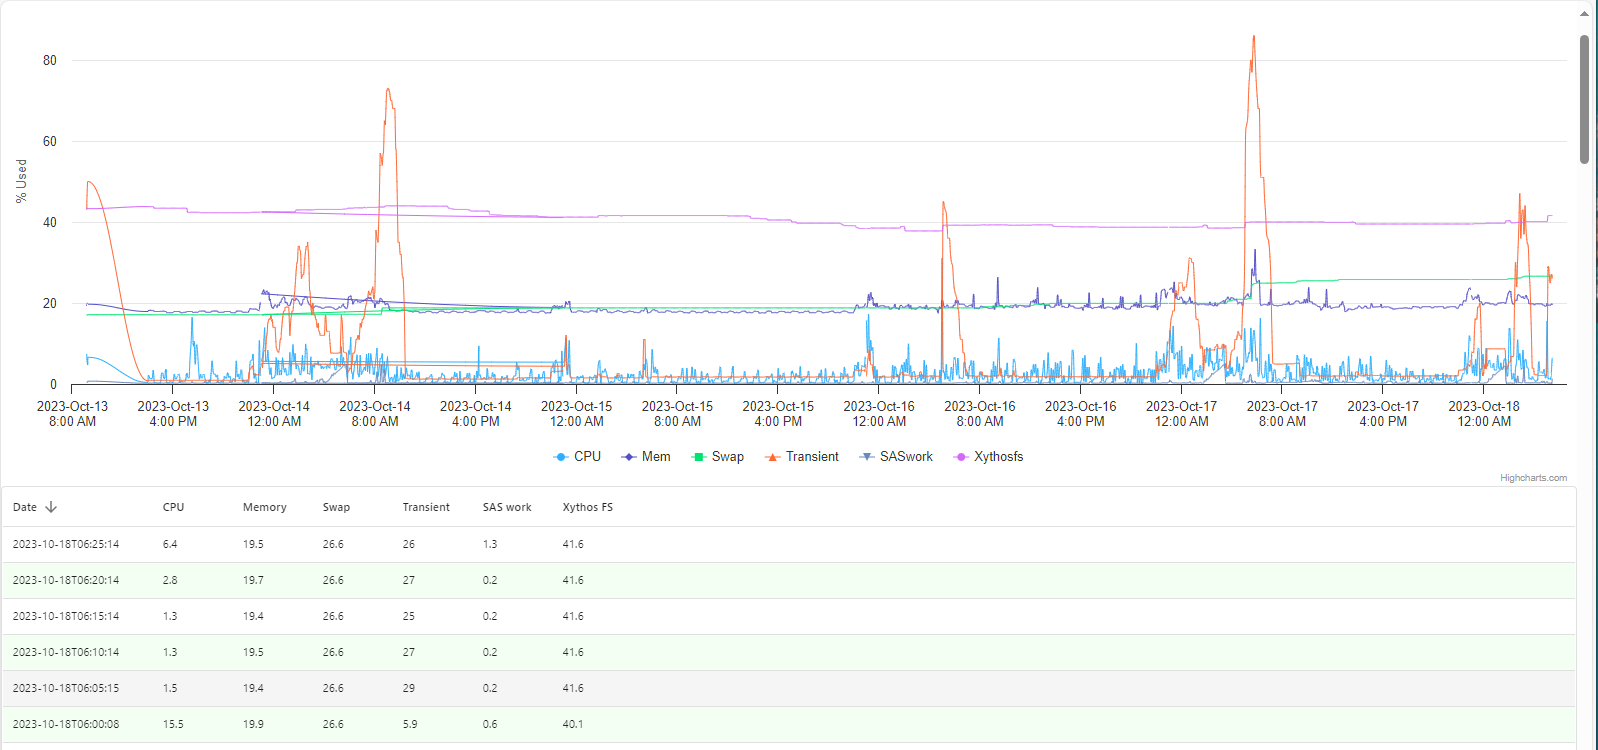 80
60
40
20
0
% Used
2023-Oct-13 2023-Oct-13 2023-Oct-14 2023-Oct-14 2023-Oct-14 2023-Oct-15 2023-Oct-15 2023-Oct-15 2023-Oct-16 2023-Oct-16 2023-Oct-16 2023-Oct-17 2023-Oct-17 2023-Oct-17 2023-Oct-18
8:00 AM 4:00 PM 12:00 AM 8:00 AM 4:00 PM 12:00 AM 8:00 AM 4:00 PM 12:00 AM 8:00 AM 4:00 PM 12:00 AM 8:00 AM 4:00 PM 12:00 AM
CPU Mem Swap Transient SASwork Xythosfs
Highcharts.com
Date CPU Memory Swap Transient SAS work Xythos FS
2023-10-18T06:25:14 6.4 19.5 26.6 26 1.3 41.6
2023-10-18T06:20:14 2.8 19.7 26.6 27 0.2 41.6
2023-10-18T06:15:14 1.3 19.4 26.6 25 0.2 41.6
2023-10-18T06:10:14 1.3 19.5 26.6 27 0.2 41.6
2023-10-18T06:05:15 1.5 19.4 26.6 29 0.2 41.6
2023-10-18T06:00:08 15.5 19.9 26.6 5.9 0.6 40.1